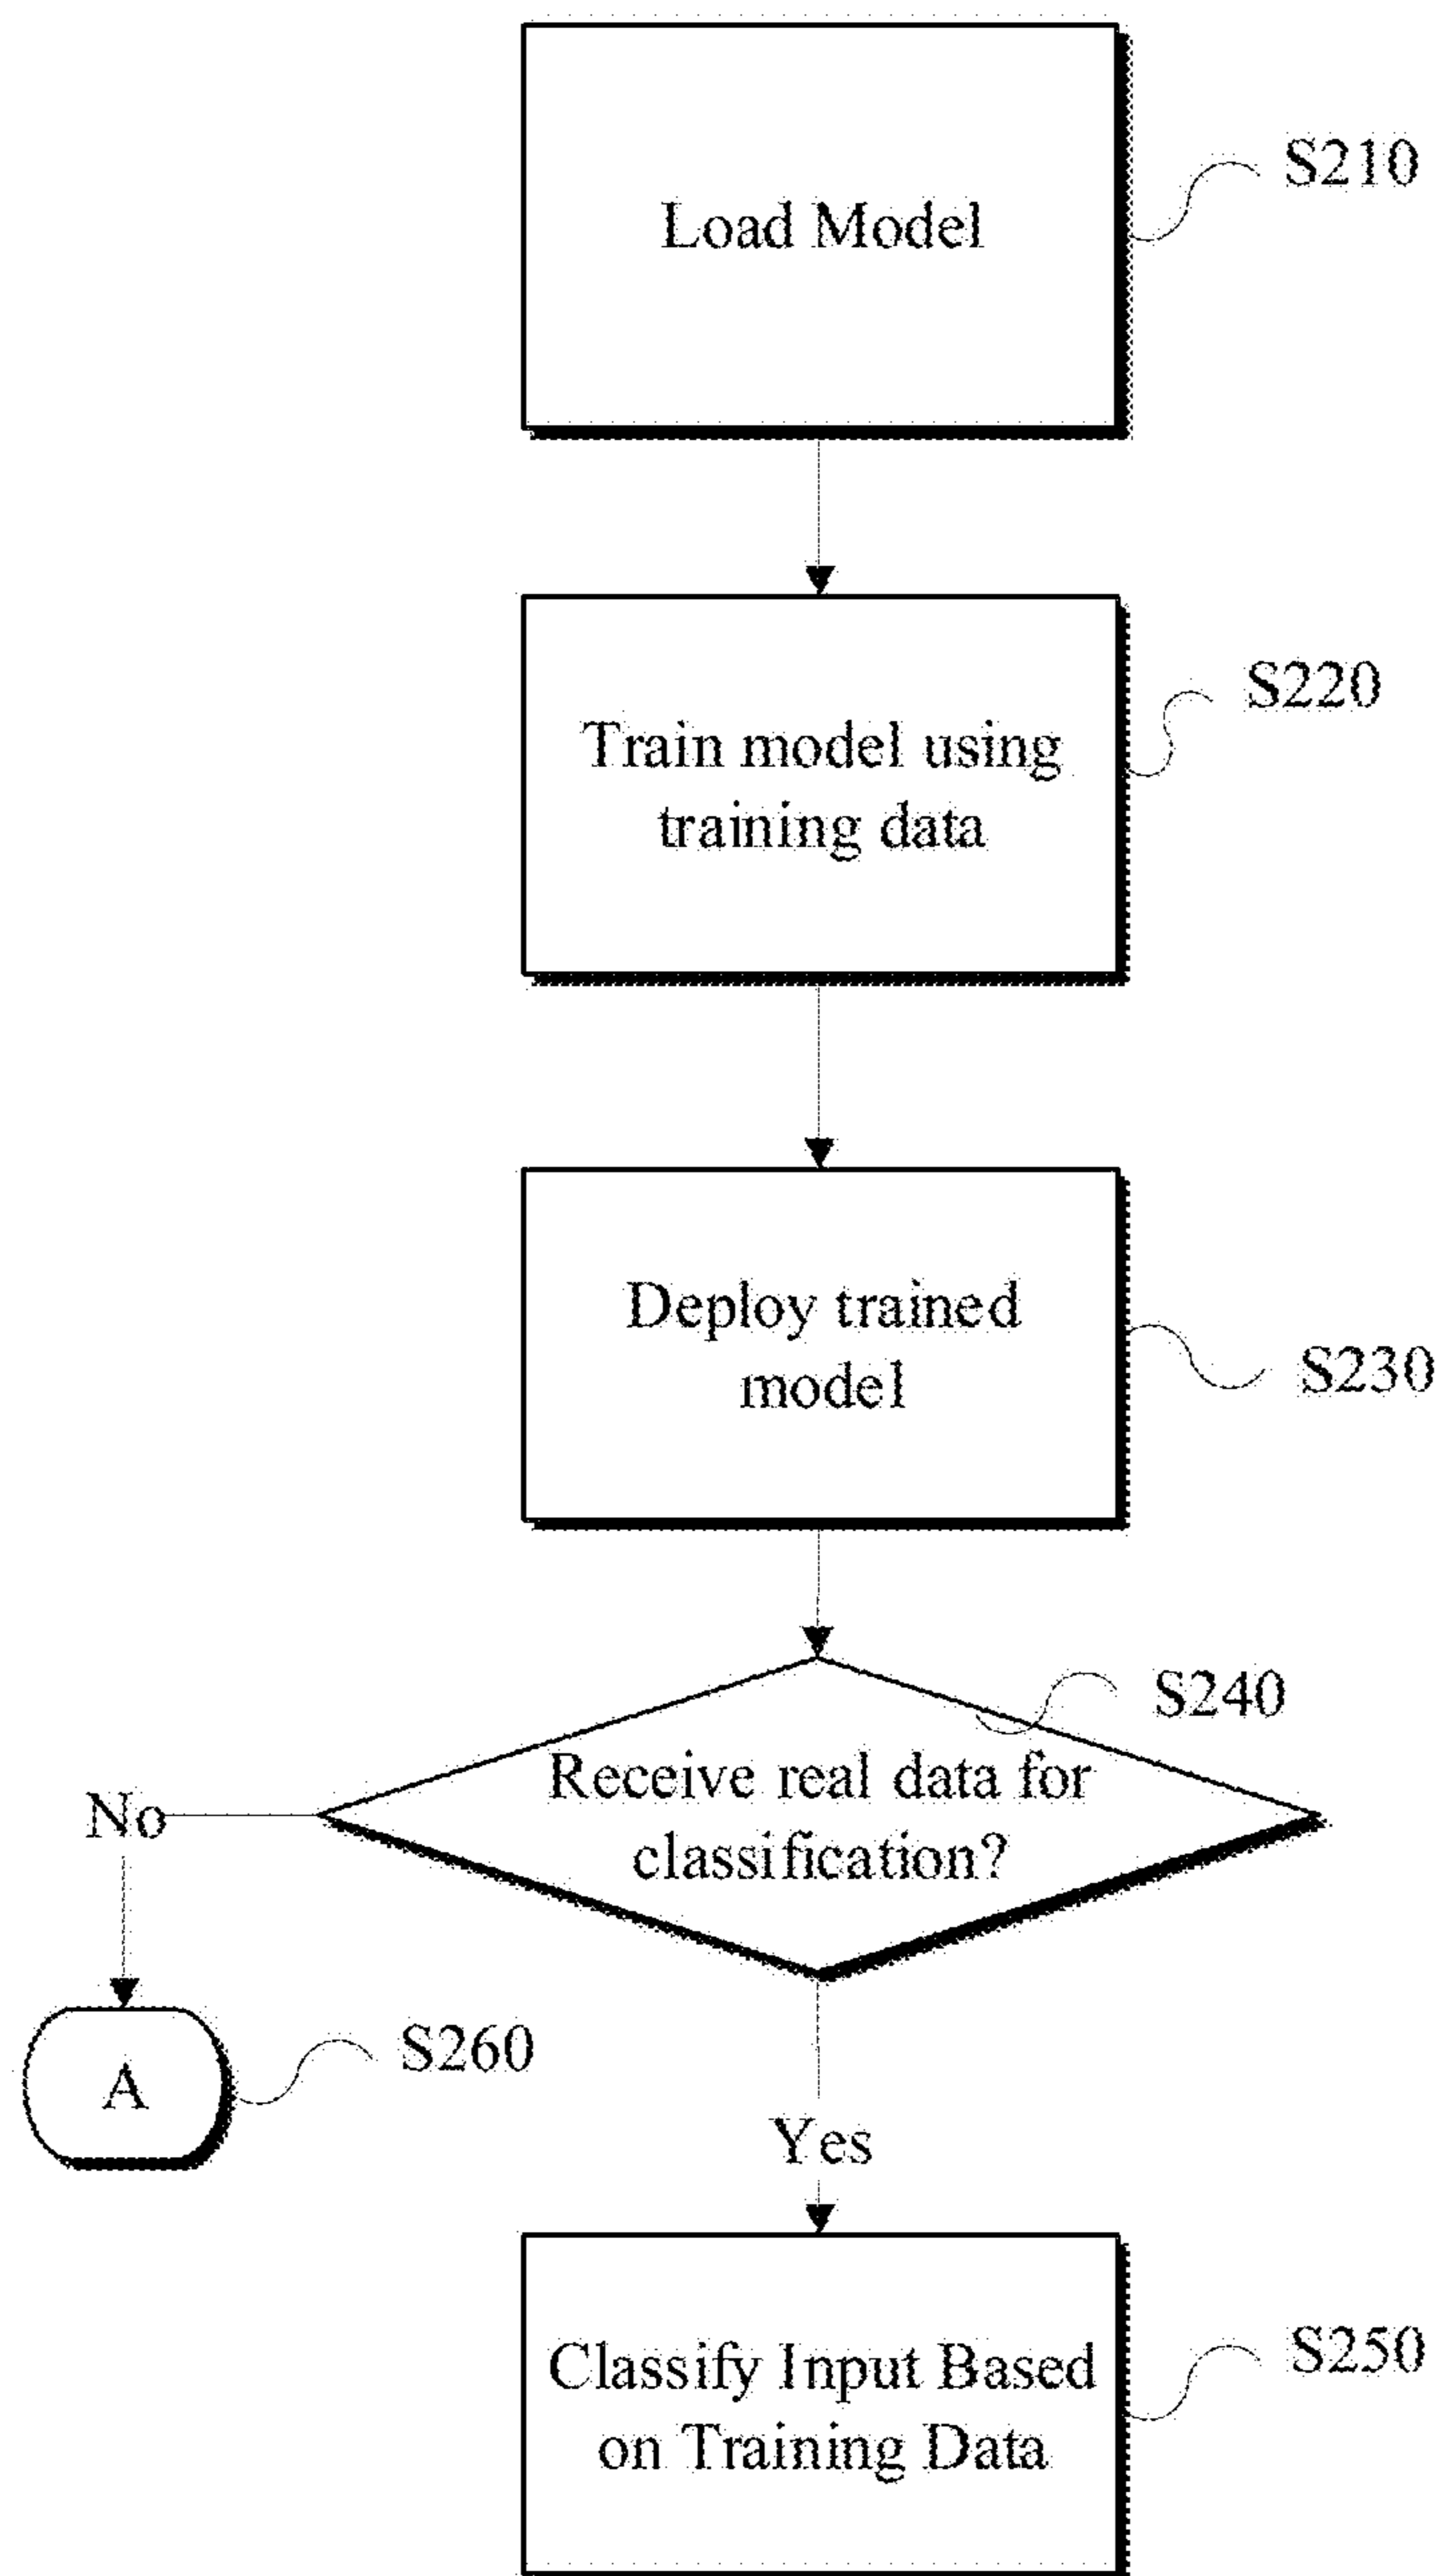 Load Model
S210
Train model using
training data
S220
Deploy trained
model
S230
S240
Receive real data for
classification?
No
A
S260
Yes
Classify Input Based
on Training Data
S250